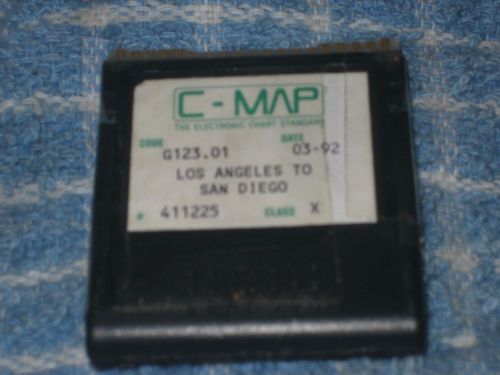 C-MAP
THE ELECTRONIC CHART STANDARD
CODE DATE
G123.01 03-92
LOS ANGELES TO
SAN DIEGO
# 411225 CLASS X